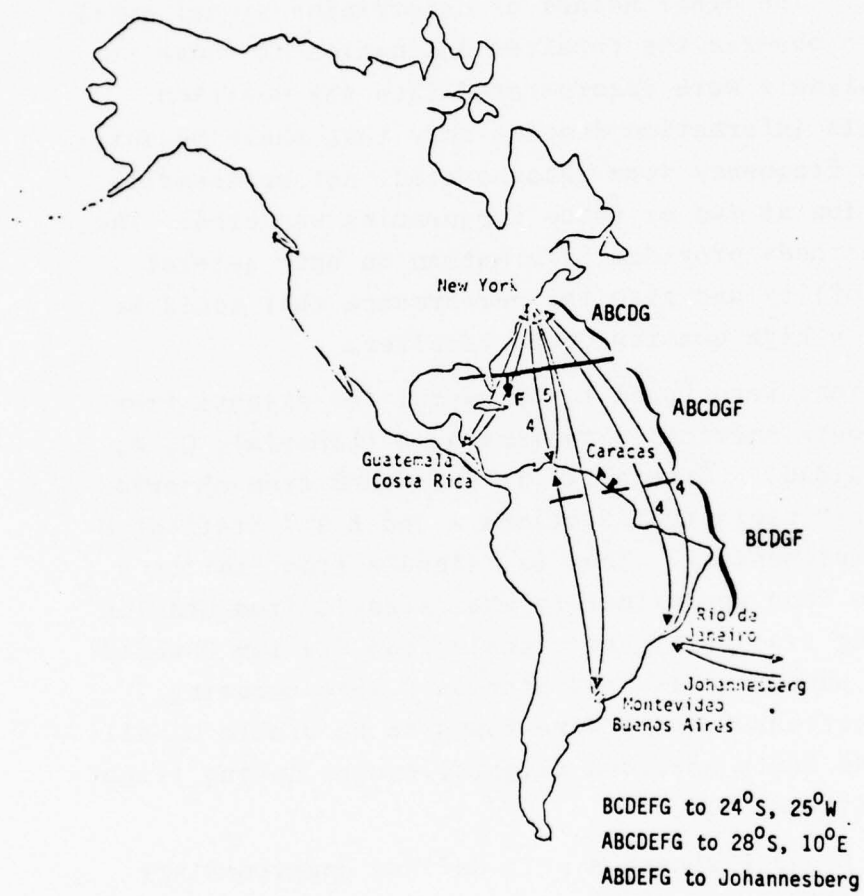 New York
ABCDG
F
5
4
ABCDGF
Guatemala
Costa Rica
Caracas
4
4
BCDGF
Rio de
Janeiro
Johannesberg
Montevideo
Buenos Aires
BCDEFG to 24°S, 25°W
ABCDEFG to 28°S, 10°E
ABDEFG to Johannesberg